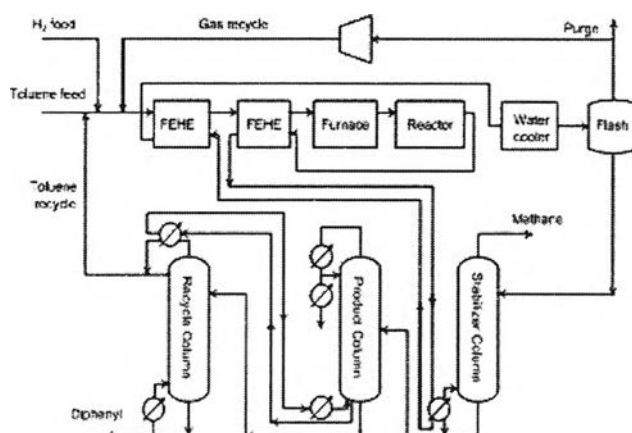 H₂ food
Gas recycle
Purge
Toluene feed
FEHE
FEHE
Furnace
Reactor
Water
cooler
Flash
Toluene
recycle
Methane
Recycle Column
Product Column
Stabilizer Column
Diphenyl